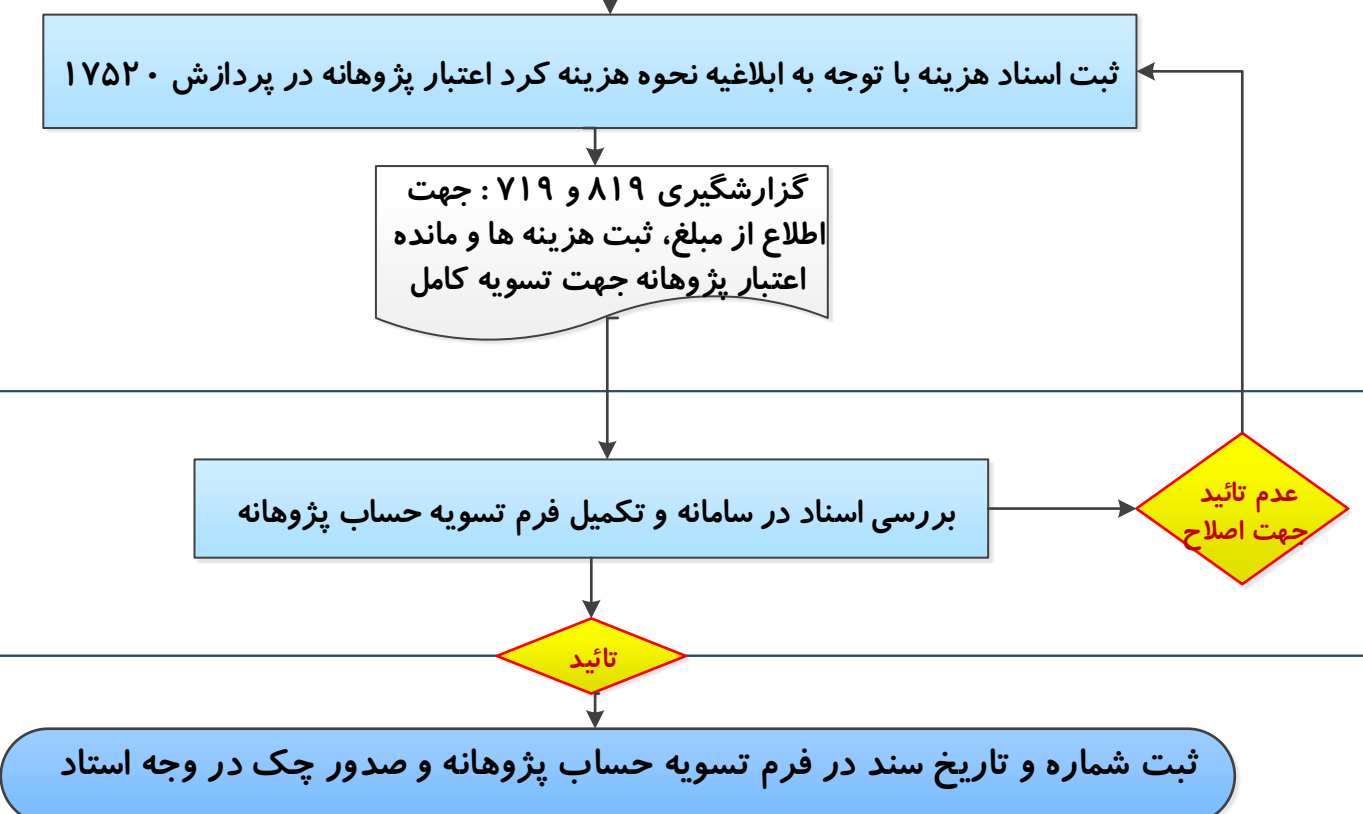 ثبت اسناد هزینه با توجه به ابلاغیه نحوه هزینه کرد اعتبار پژوهانه در پردازش ۱۷۵۲۰
گزارشگیری ۸۱۹ و ۷۱۹ : جهت
اطلاع از مبلغ، ثبت هزینه ها و مانده
اعتبار پژوهانه جهت تسویه کامل
بررسی اسناد در سامانه و تکمیل فرم تسویه حساب پژوهانه
عدم تائید
جهت اصلاح
تائید
ثبت شماره و تاریخ سند در فرم تسویه حساب پژوهانه و صدور چک در وجه استاد